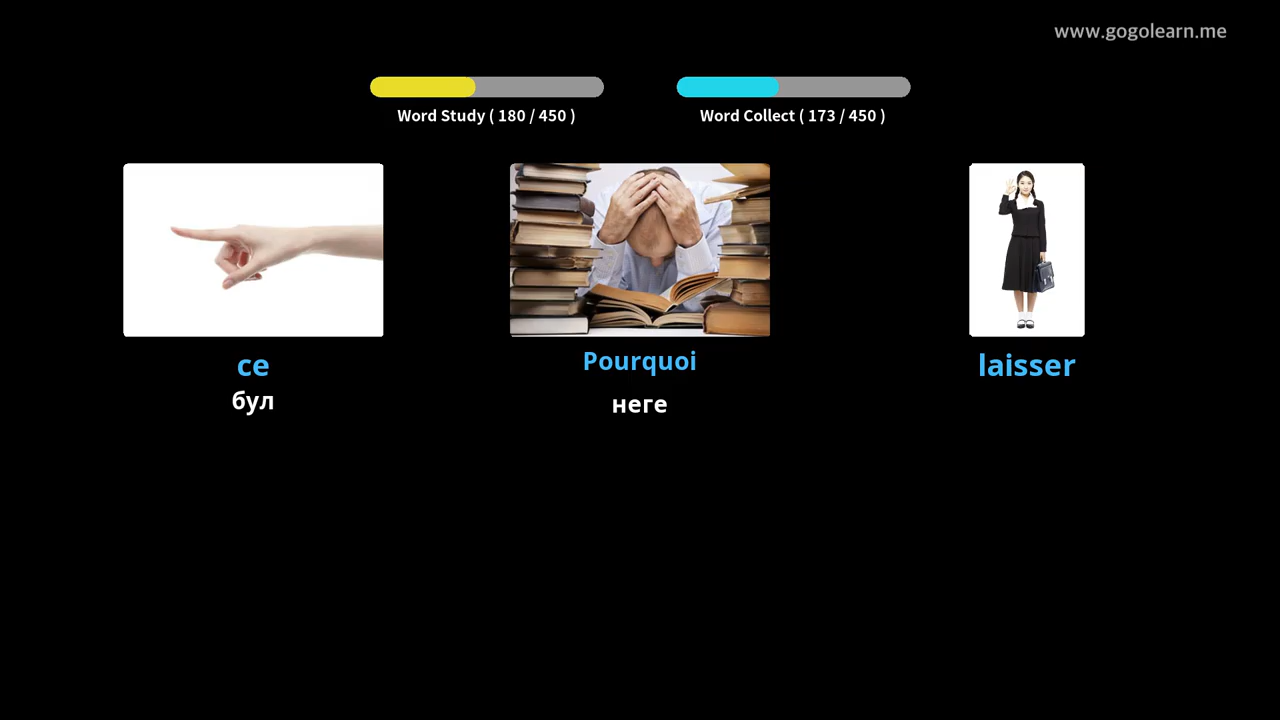 www.gogolearn.me
Word Study ( 180 / 450 )
Word Collect ( 173 / 450 )
ce
бул
Pourquoi
неге
laisser